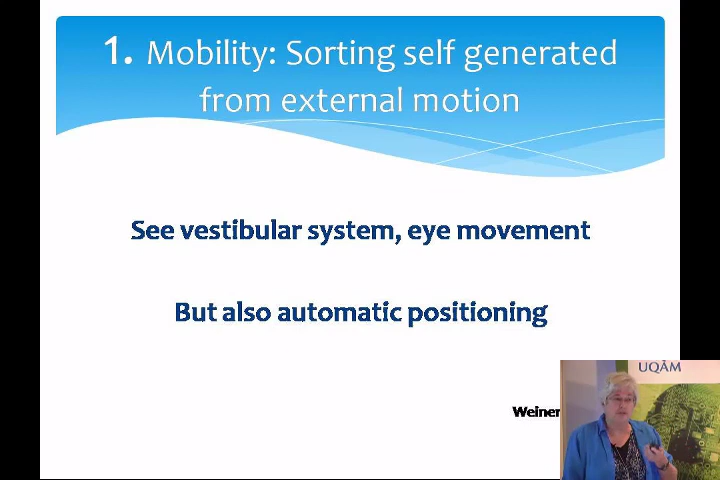 1. Mobility: Sorting self generated
from external motion
See vestibular system, eye movement
But also automatic positioning
UQÀM
Weiner